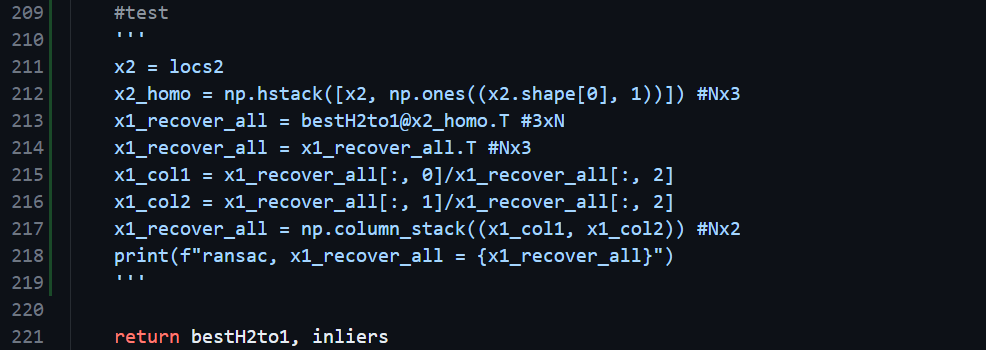 209 #test
210 '''
211 x2 = locs2
212 x2_homo = np.hstack([x2, np.ones((x2.shape[0], 1))]) #Nx3
213 x1_recover_all = bestH2to1@x2_homo.T #3xN
214 x1_recover_all = x1_recover_all.T #Nx3
215 x1_col1 = x1_recover_all[:, 0]/x1_recover_all[:, 2]
216 x1_col2 = x1_recover_all[:, 1]/x1_recover_all[:, 2]
217 x1_recover_all = np.column_stack((x1_col1, x1_col2)) #Nx2
218 print(f"ransac, x1_recover_all = {x1_recover_all}")
219 '''
220
221 return bestH2to1, inliers